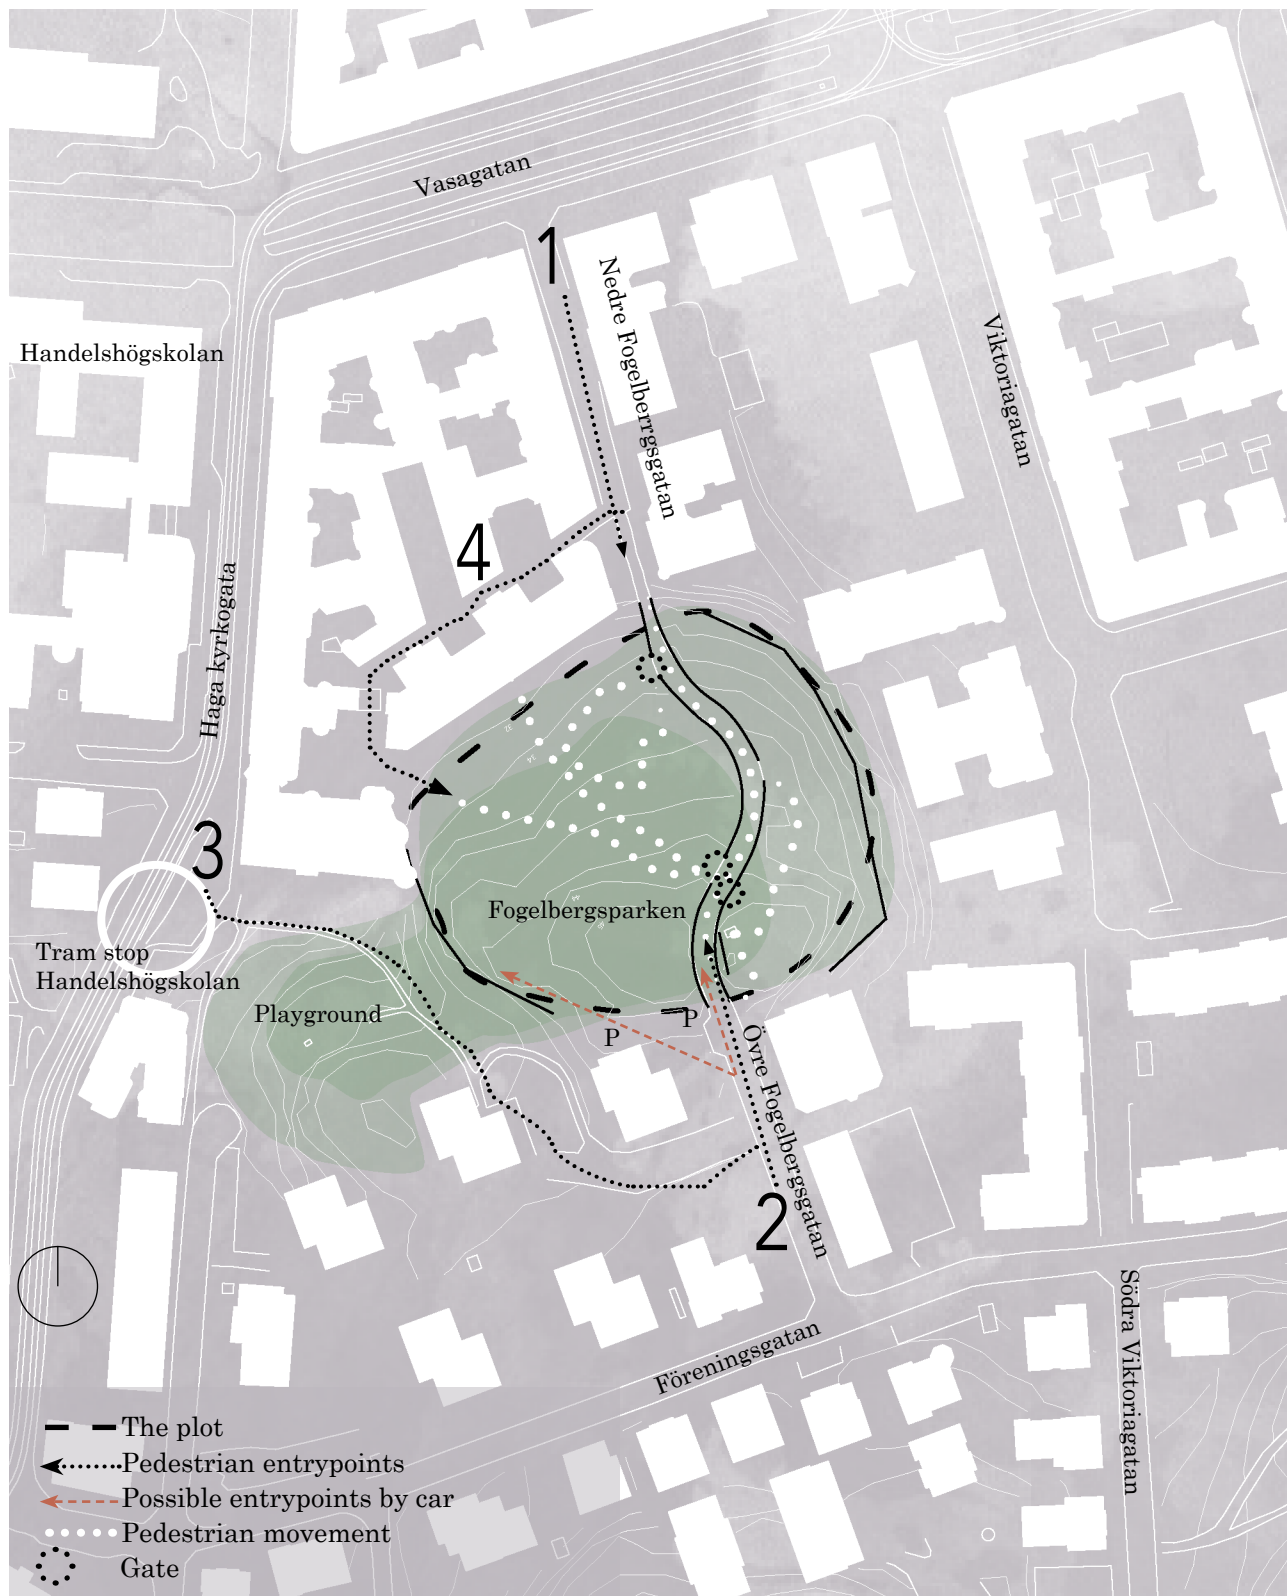 Vasagatan
1
Nedre Fogelberrgsgatan
Viktoriagatan
Handelshögskolan
4
Haga kyrkogata
3
Fogelbergsparken
Tram stop
Handelshögskolan
Playground
P
P
Övre Fogelbergsgatan
2
Södra Viktoriagatan
Föreningsgatan
The plot
Pedestrian entrypoints
Possible entrypoints by car
Pedestrian movement
Gate